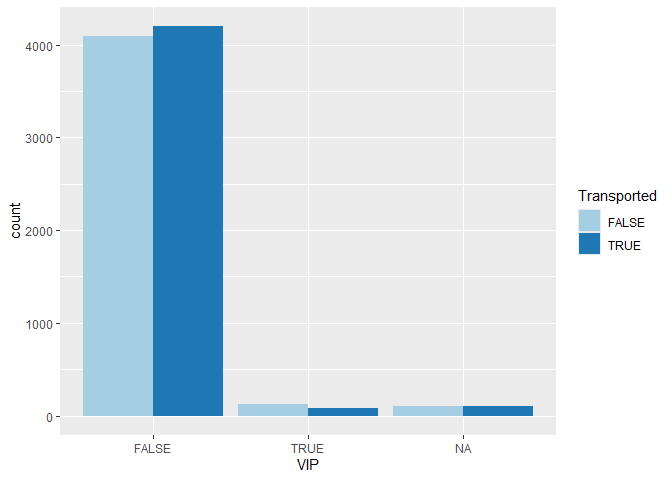 4000
3000
2000
1000
0
count
FALSE TRUE NA
VIP
Transported
FALSE
TRUE